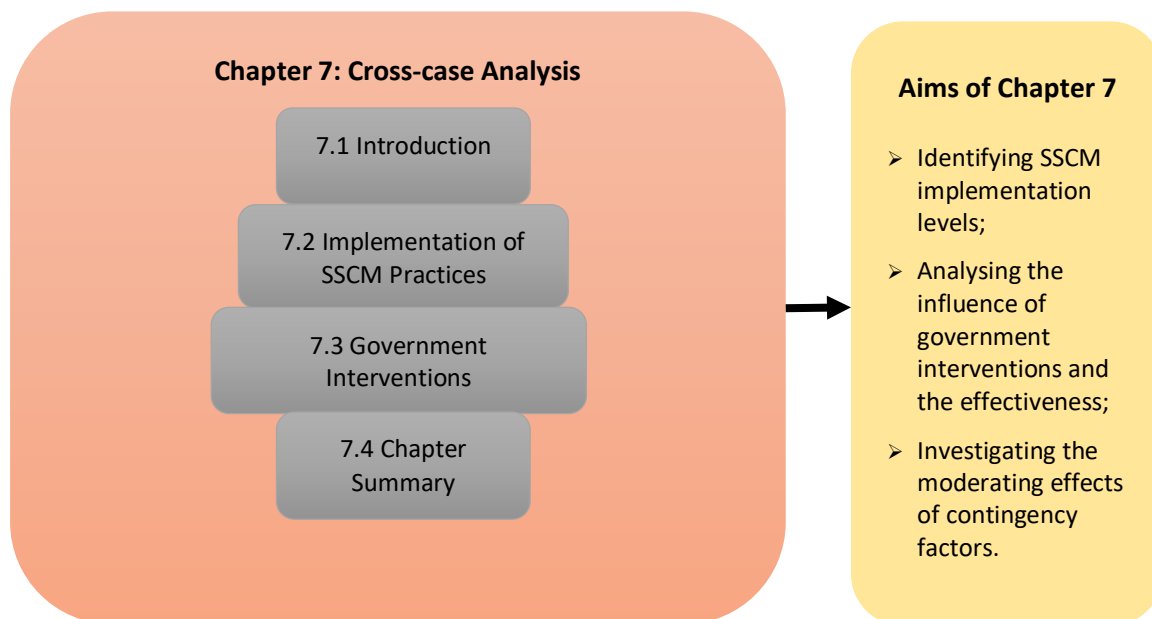 Chapter 7: Cross-case Analysis
7.1 Introduction
7.2 Implementation of
SSCM Practices
7.3 Government
Interventions
7.4 Chapter
Summary
Aims of Chapter 7
➢ Identifying SSCM
implementation
levels;
➢ Analysing the
influence of
government
interventions and
the effectiveness;
➢ Investigating the
moderating effects
of contingency
factors.